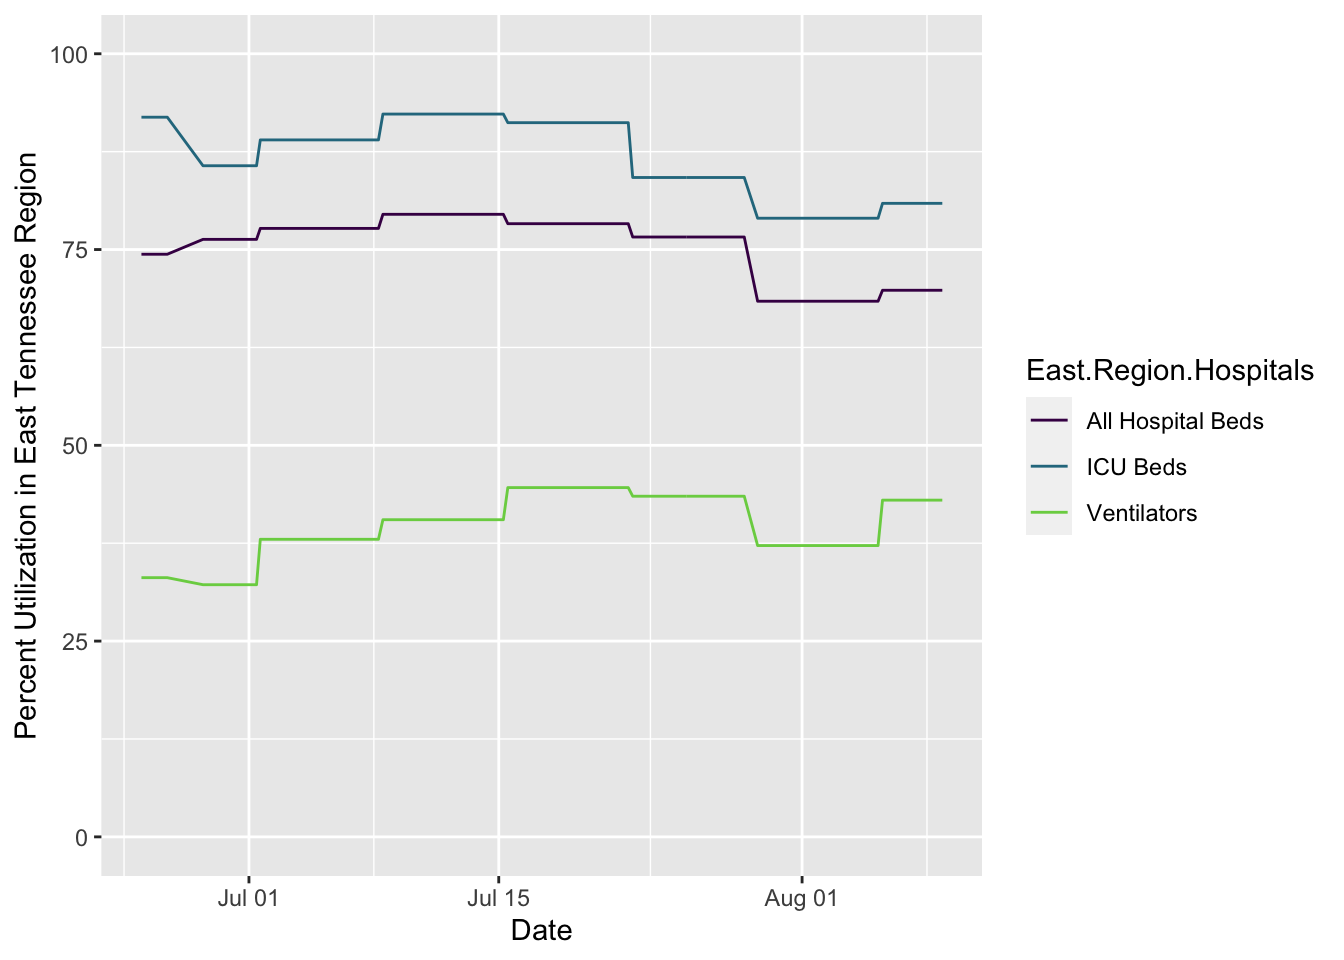 Percent Utilization in East Tennessee Region
100
75
50
25
0
Jul 01
Jul 15
Aug 01
Date
East.Region.Hospitals
All Hospital Beds
ICU Beds
Ventilators